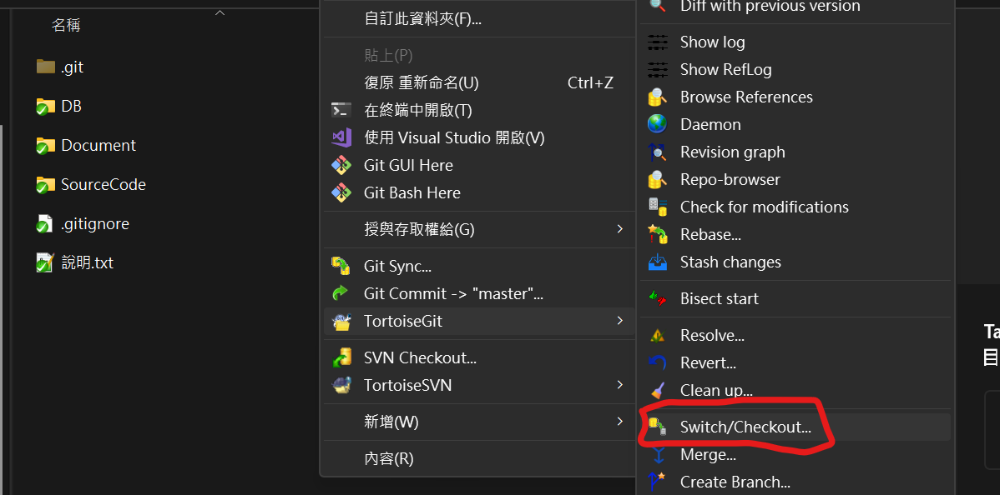 名稱
.git
DB
Document
SourceCode
.gitignore
說明.txt
自訂此資料夾(F)...
貼上(P)
復原 重新命名(U) Ctrl+Z
在終端中開啟(T)
使用 Visual Studio 開啟(V)
Git GUI Here
Git Bash Here
授與存取權給(G)
Git Sync...
Git Commit -> "master"...
TortoiseGit
SVN Checkout...
TortoiseSVN
新增(W)
內容(R)
Diff with previous version
Show log
Show RefLog
Browse References
Daemon
Revision graph
Repo-browser
Check for modifications
Rebase...
Stash changes
Bisect start
Resolve...
Revert...
Clean up...
Switch/Checkout...
Merge...
Create Branch...